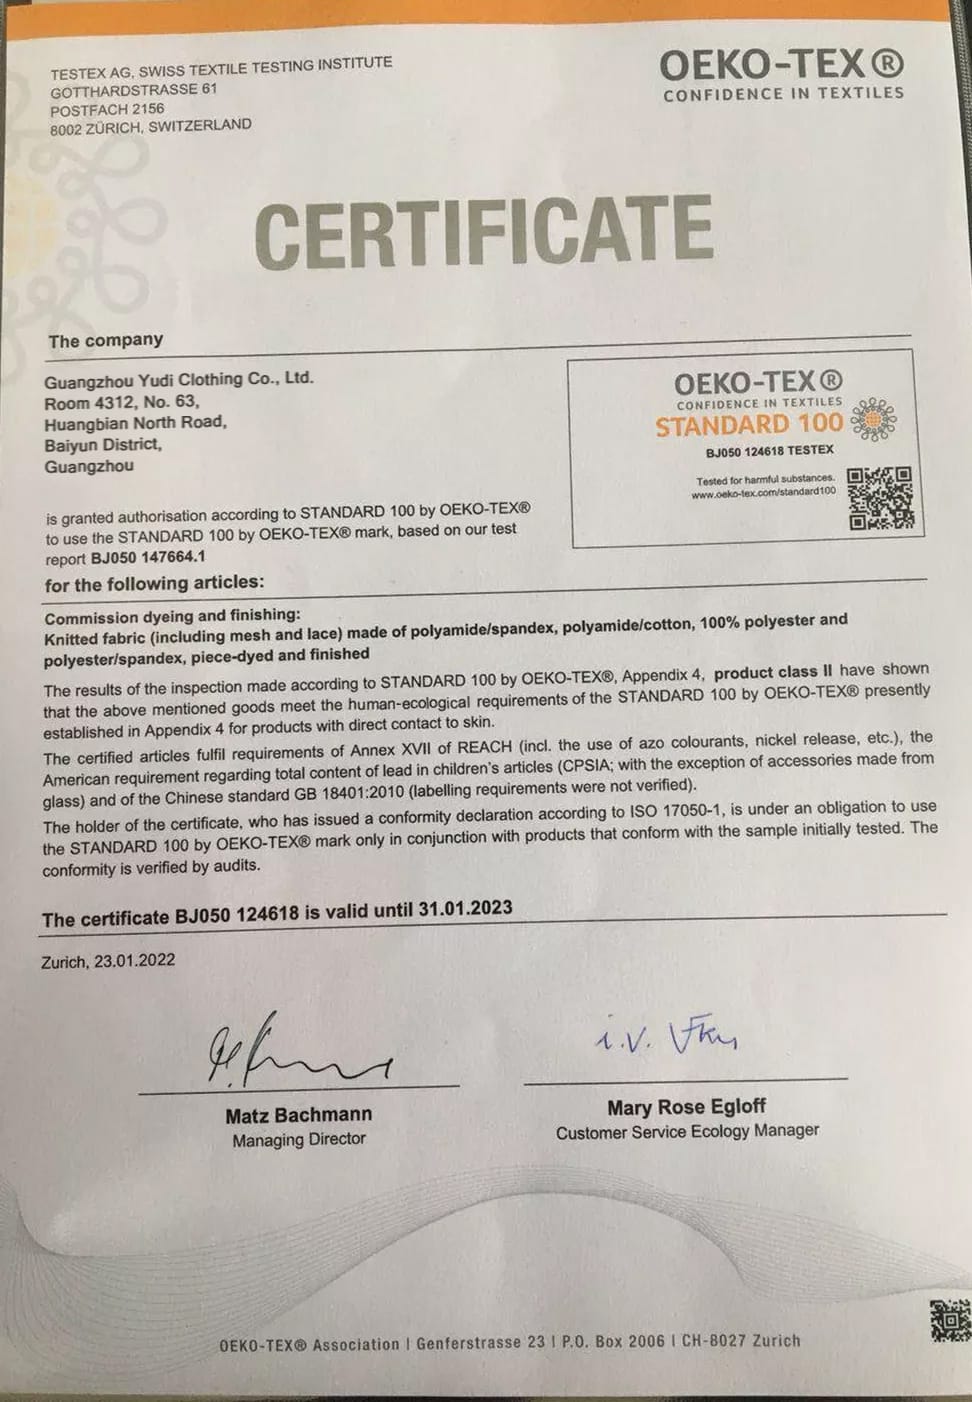 TESTEX AG, SWISS TEXTILE TESTING INSTITUTE
GOTTHARDSTRASSE 61
POSTFACH 2156
8002 ZÜRICH, SWITZERLAND
OEKO-TEX®
CONFIDENCE IN TEXTILES
CERTIFICATE
The company
Guangzhou Yudi Clothing Co., Ltd.
Room 4312, No. 63,
Huangbian North Road,
Baiyun District,
Guangzhou
OEKO-TEX®
CONFIDENCE IN TEXTILES
STANDARD 100
BJ050 124618 TESTEX
Tested for harmful substances.
www.oeko-tex.com/standard100
is granted authorisation according to STANDARD 100 by OEKO-TEX®
to use the STANDARD 100 by OEKO-TEX® mark, based on our test
report BJ050 147664.1
for the following articles:
Commission dyeing and finishing:
Knitted fabric (including mesh and lace) made of polyamide/spandex, polyamide/cotton, 100% polyester and
polyester/spandex, piece-dyed and finished
The results of the inspection made according to STANDARD 100 by OEKO-TEX®, Appendix 4, product class II have shown
that the above mentioned goods meet the human-ecological requirements of the STANDARD 100 by OEKO-TEX® presently
established in Appendix 4 for products with direct contact to skin.
The certified articles fulfil requirements of Annex XVII of REACH (incl. the use of azo colourants, nickel release, etc.), the
American requirement regarding total content of lead in children's articles (CPSIA; with the exception of accessories made from
glass) and of the Chinese standard GB 18401:2010 (labelling requirements were not verified).
The holder of the certificate, who has issued a conformity declaration according to ISO 17050-1, is under an obligation to use
the STANDARD 100 by OEKO-TEX® mark only in conjunction with products that conform with the sample initially tested. The
conformity is verified by audits.
The certificate BJ050 124618 is valid until 31.01.2023
Zurich, 23.01.2022
i.V.
Matz Bachmann
Managing Director
Mary Rose Egloff
Customer Service Ecology Manager
OEKO-TEX® Association | Genferstrasse 23 | P.O. Box 2006 | CH-8027 Zurich